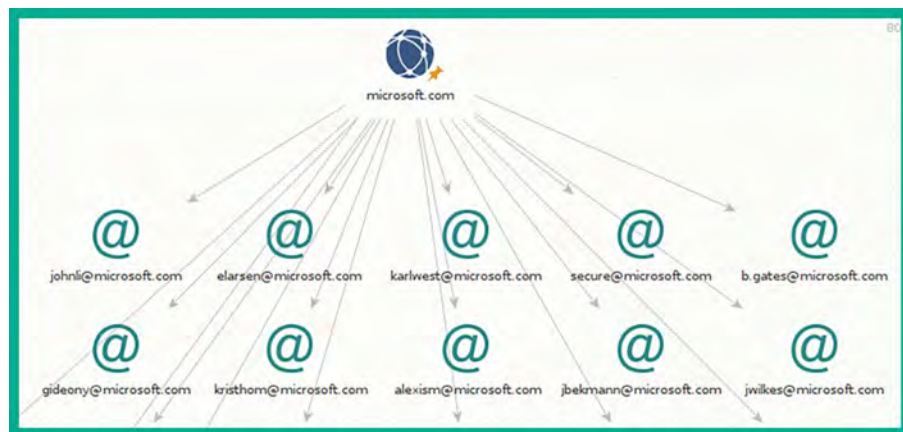 microsoft.com
johnli@microsoft.com elarsen@microsoft.com karlwest@microsoft.com secure@microsoft.com b.gates@microsoft.com
gideony@microsoft.com kristhom@microsoft.com alexism@microsoft.com jbekmann@microsoft.com jwilkes@microsoft.com